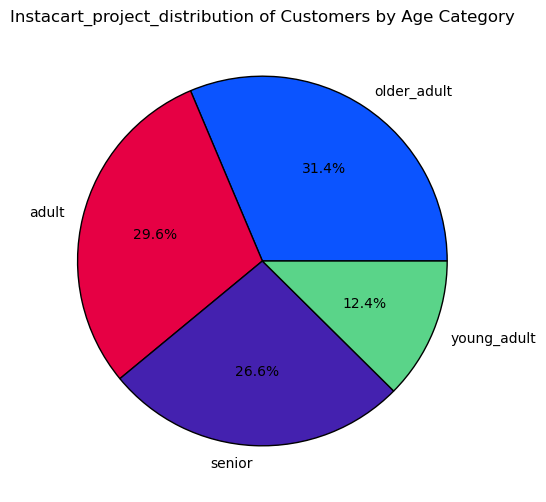 Instacart_project_distribution of Customers by Age Category
older_adult
31.4%
adult
29.6%
12.4%
young_adult
26.6%
senior